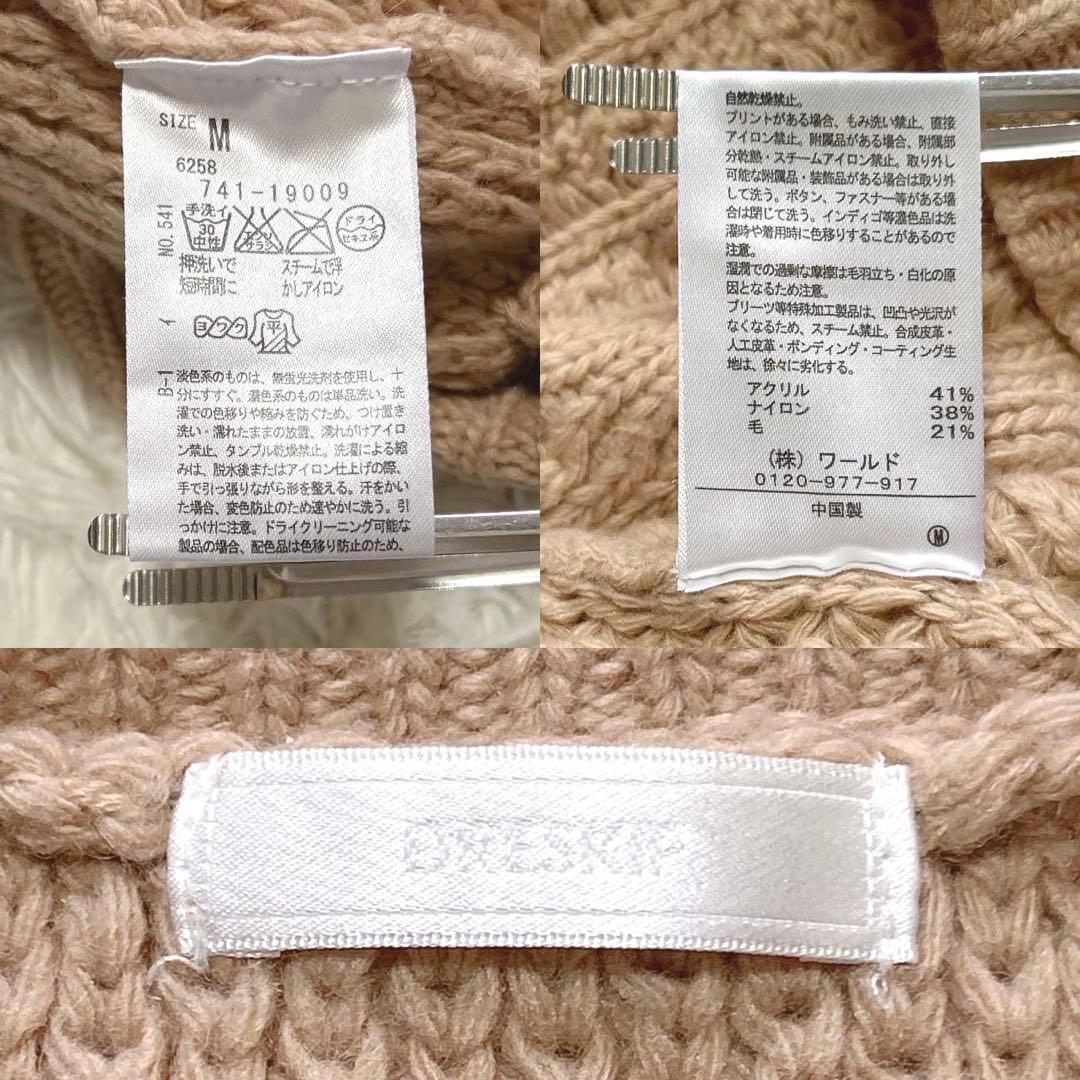 SIZE M
6258
741-19009
NO.541
手洗イ
30
中性
エンソ
サラシ
ドライ
セキユ系
押洗いで
短時間に
スチームで浮
かしアイロン
イ
ヨワク
平
B-1
淡色系のものは、無蛍光洗剤を使用し、十
分にすすぐ。濃色系のものは単品洗い。洗
濯での色移りや縮みを防ぐため、つけ置き
洗い・濡れたままの放置、濡れがけアイロ
ン禁止、タンブル乾燥禁止。洗濯による縮
みは、脱水後またはアイロン仕上げの際、
手で引っ張りながら形を整える。汗をかい
た場合、変色防止のため速やかに洗う。引
っかけに注意。ドライクリーニング可能な
製品の場合、配色品は色移り防止のため、
自然乾燥禁止。
プリントがある場合、もみ洗い禁止、直接
アイロン禁止。附属品がある場合、附属部
分乾熱・スチームアイロン禁止。取り外し
可能な附属品・装飾品がある場合は取り外
して洗う。ボタン、ファスナー等がある場
合は閉じて洗う。インディゴ等濃色品は洗
濯時や着用時に色移りすることがあるので
注意。
湿潤での過剰な摩擦は毛羽立ち・白化の原
因となるため注意。
プリーツ等特殊加工製品は、凹凸や光沢が
なくなるため、スチーム禁止。合成皮革・
人工皮革・ボンディング・コーティング生
地は、徐々に劣化する。
アクリル 41%
ナイロン 38%
毛 21%
(株) ワールド
0120-977-917
中国製
M
DRESKIP